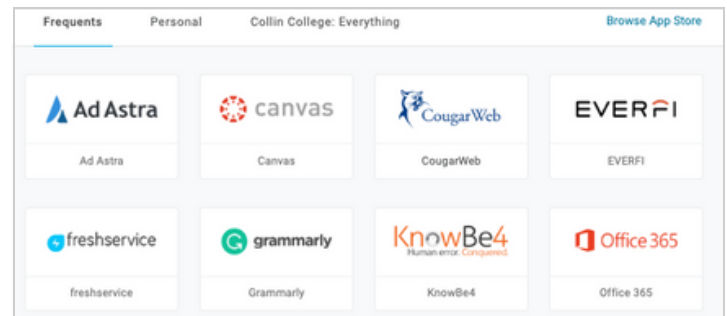 Frequents Personal Collin College: Everything Browse App Store
Ad Astra canvas CougarWeb EVERFI
Ad Astra Canvas CougarWeb EVERFI
freshservice grammarly KnowBe4 Office 365
Human error. Conquered.
freshservice Grammarly KnowBe4 Office 365